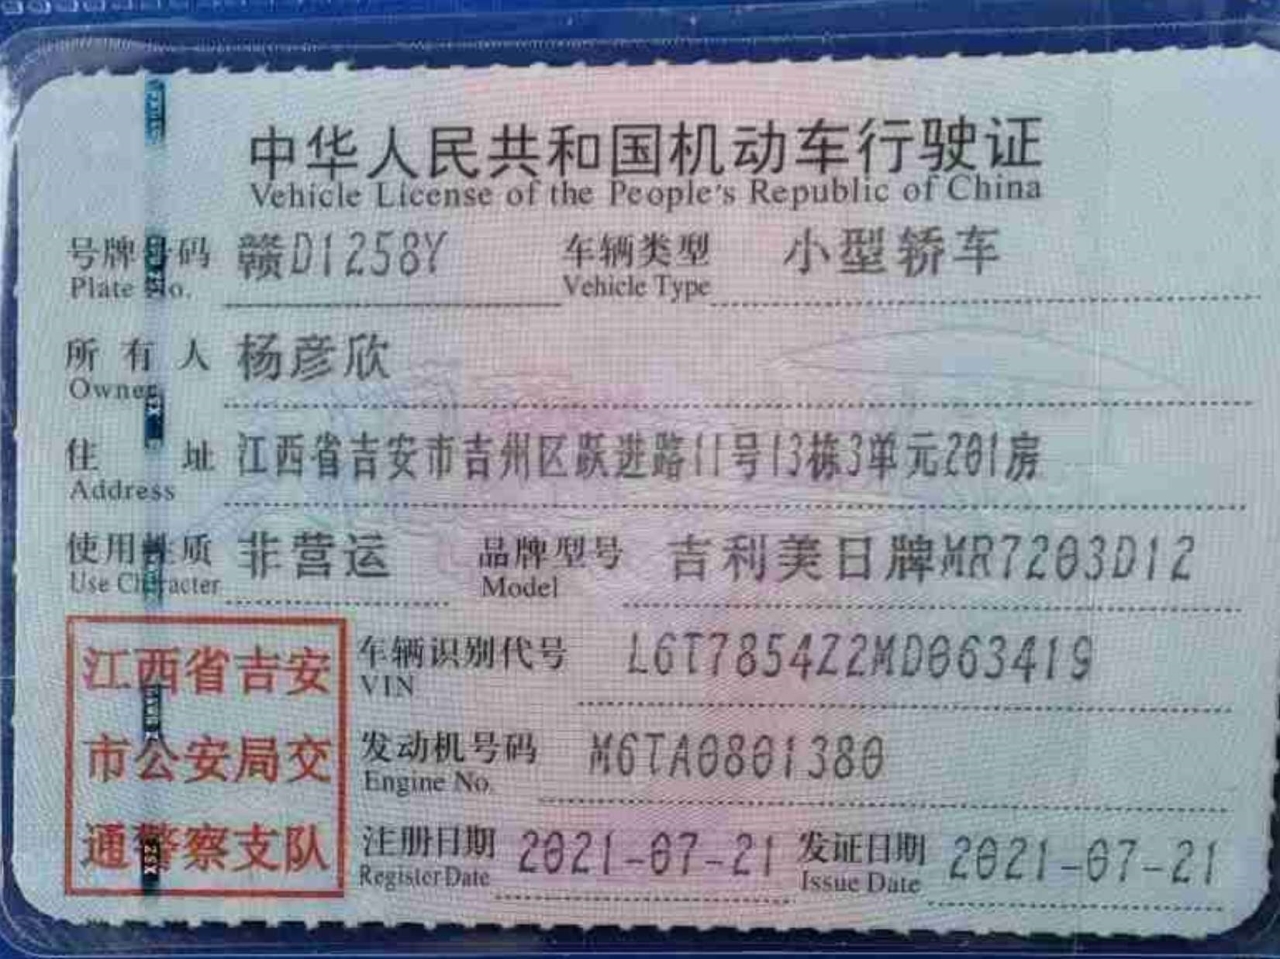 中华人民共和国机动车行驶证
Vehicle License of the People's Republic of China
号牌号码 赣D1258Y 车辆类型 小型轿车
Plate No. Vehicle Type
所有人 杨彦欣
Owner
住址 江西省吉安市吉州区跃进路11号13栋3单元201房
Address
使用性质 非营运 品牌型号 吉利美日牌MR7203D12
Use Character Model
江西省吉安
市公安局交
通警察支队
车辆识别代号 L6T7854Z2MD063419
VIN
发动机号码 M6TA0801380
Engine No.
注册日期 2021-07-21 发证日期 2021-07-21
Register Date Issue Date